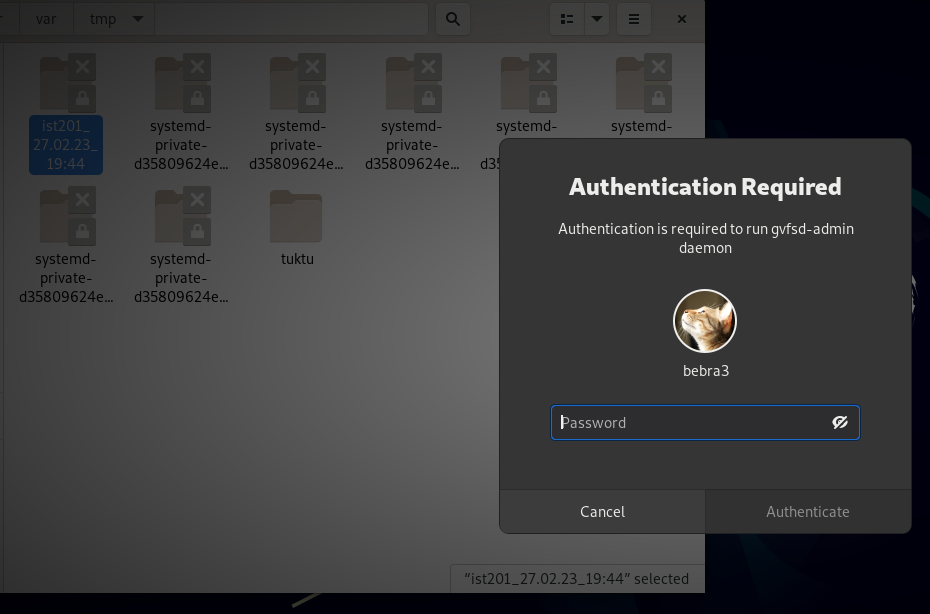 var
tmp
ist201_
27.02.23_
19:44
systemd-
private-
d35809624e...
systemd-
private-
d35809624e...
systemd-
private-
d35809624e...
systemd-
systemd-
systemd-
private-
d35809624e...
systemd-
private-
d35809624e...
tuktu
Authentication Required
Authentication is required to run gvfsd-admin
daemon
bebra3
Password
Cancel
Authenticate
"ist201_27.02.23_19:44" selected